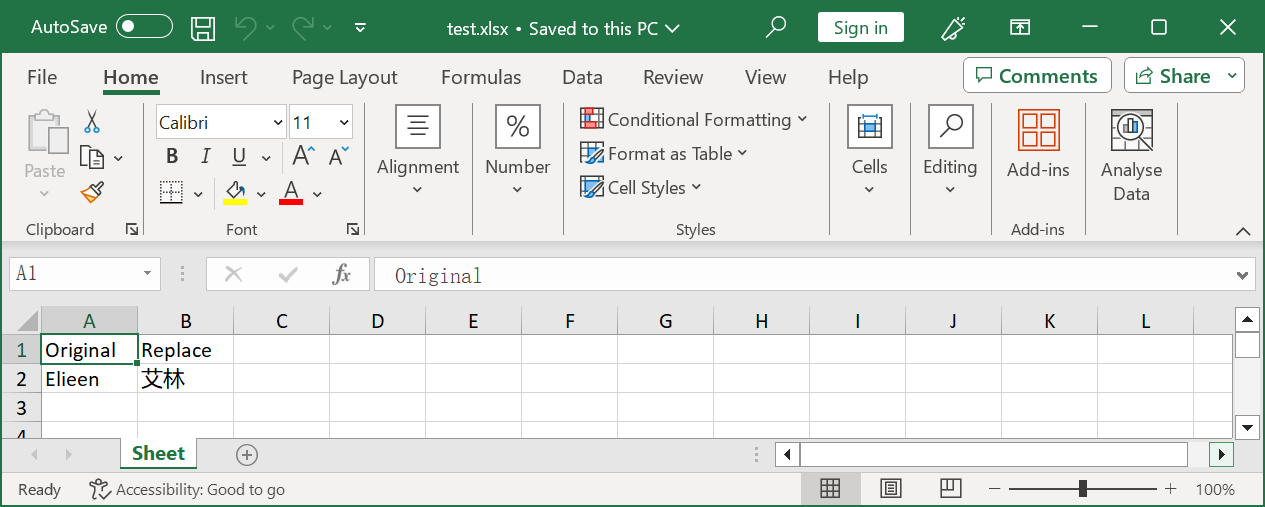 AutoSave test.xlsx • Saved to this PC Sign in
File Home Insert Page Layout Formulas Data Review View Help Comments Share
Paste
Clipboard
Calibri 11
B I U A A
A
Font
Alignment
%
Number
Conditional Formatting
Format as Table
Cell Styles
Styles
Cells
Editing
Add-ins
Add-ins
Analyse
Data
A1 fx Original
A B C D E F G H I J K L
1 Original Replace
2 Elieen 艾林
3
4
Sheet
Ready Accessibility: Good to go 100%